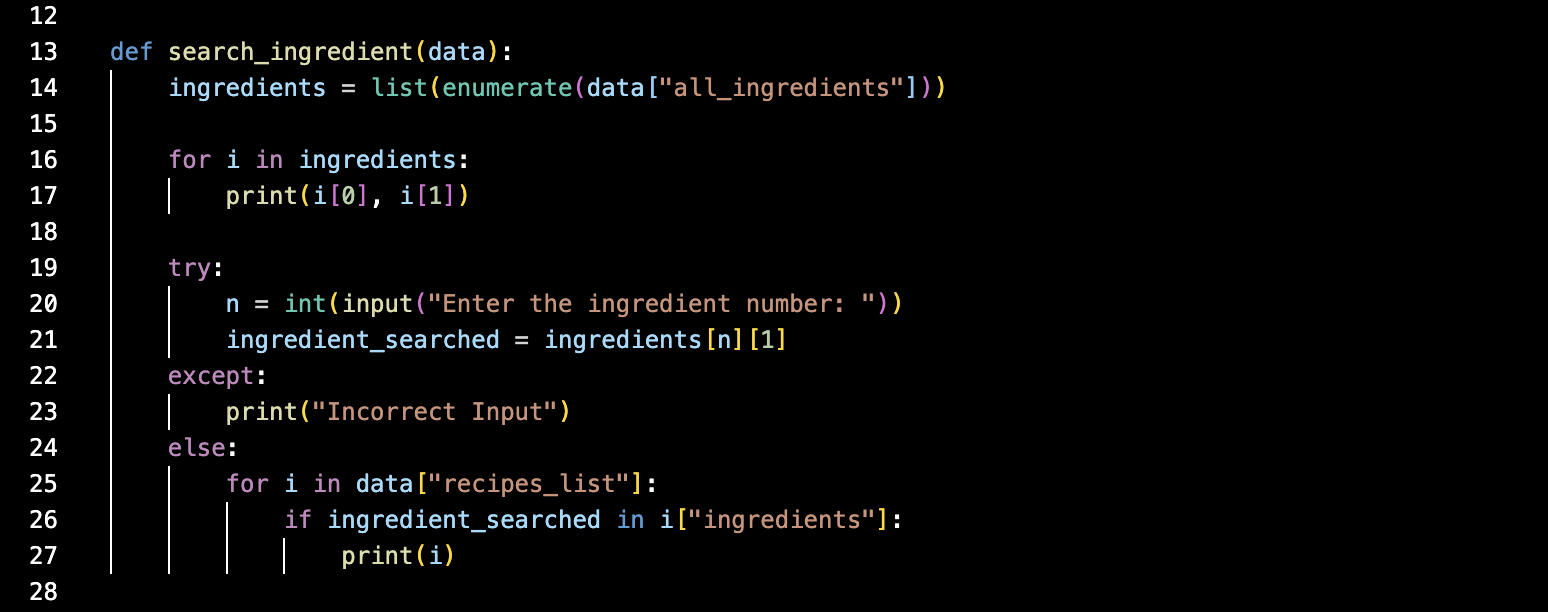 12
13 def search_ingredient(data):
14     ingredients = list(enumerate(data["all_ingredients"]))
15
16     for i in ingredients:
17         print(i[0], i[1])
18
19     try:
20         n = int(input("Enter the ingredient number: "))
21         ingredient_searched = ingredients[n][1]
22     except:
23         print("Incorrect Input")
24     else:
25         for i in data["recipes_list"]:
26             if ingredient_searched in i["ingredients"]:
27                 print(i)
28